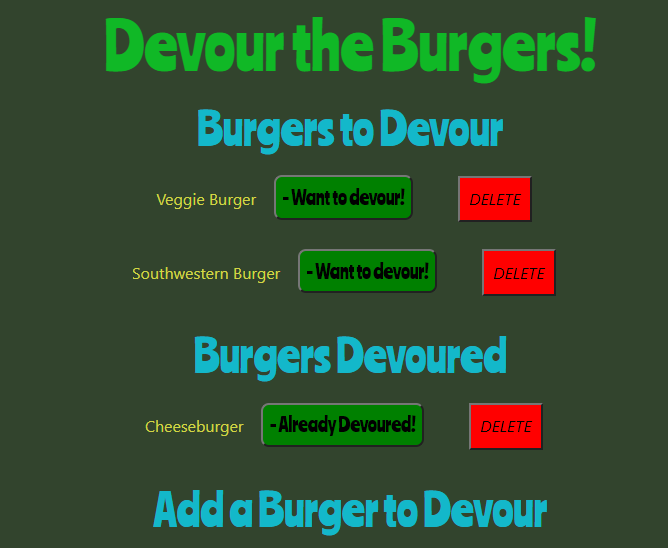 Devour the Burgers!
Burgers to Devour
Veggie Burger - Want to devour! DELETE
Southwestern Burger - Want to devour! DELETE
Burgers Devoured
Cheeseburger - Already Devoured! DELETE
Add a Burger to Devour